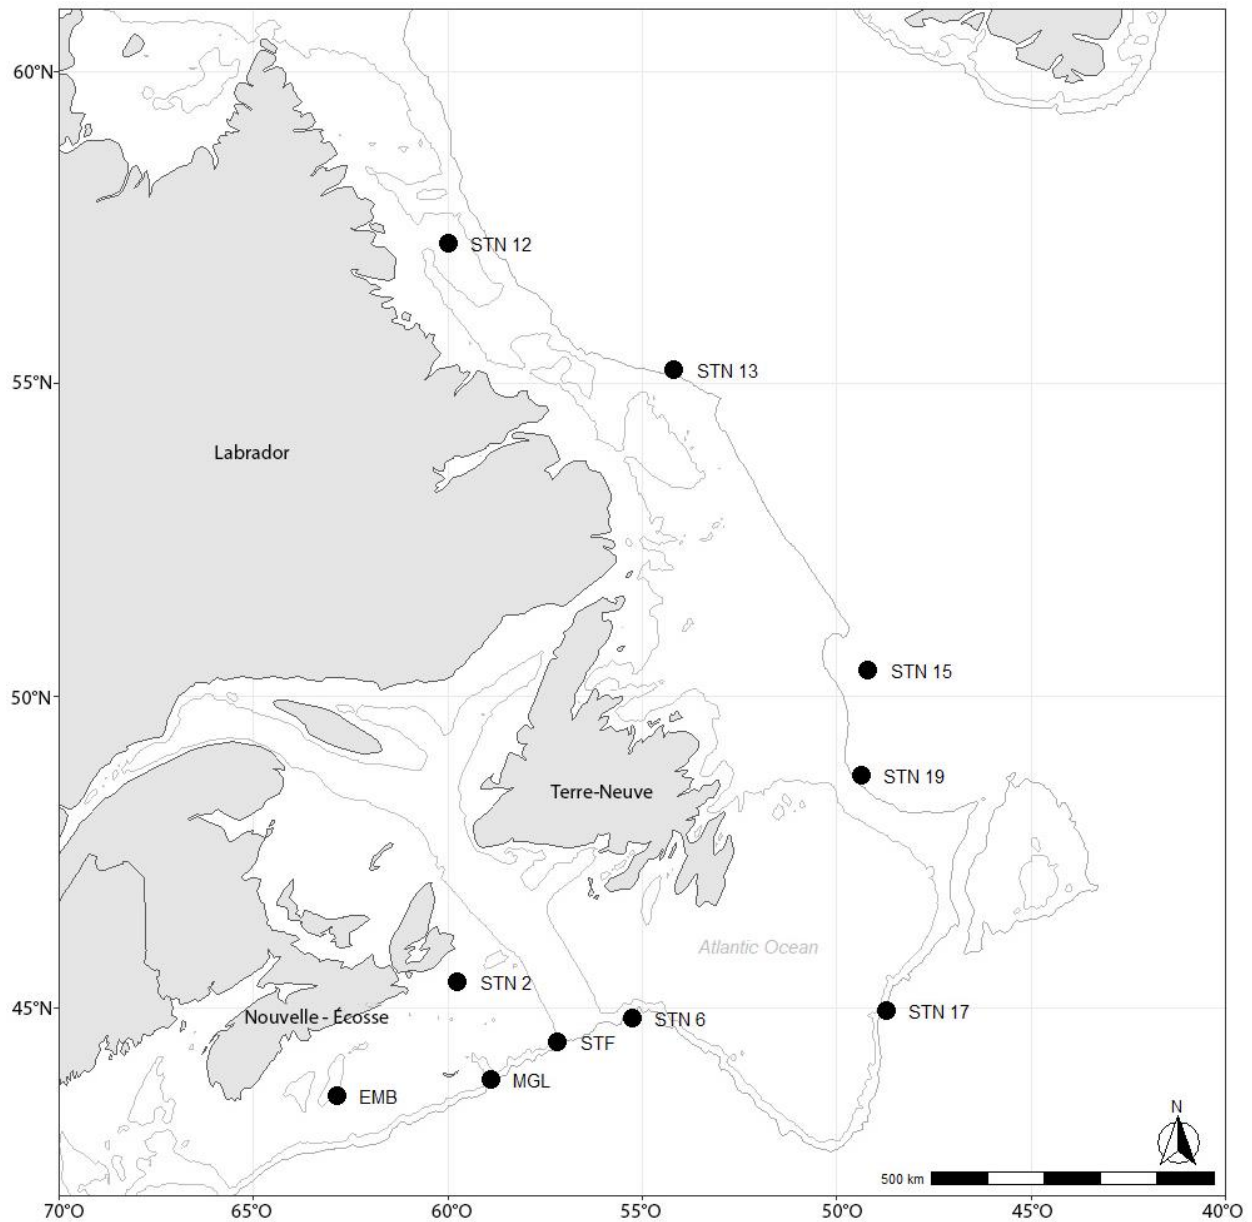 60°N
STN 12
STN 13
55°N
Labrador
STN 15
50°N
STN 19
Terre-Neuve
Atlantic Ocean
STN 2
45°N
STN 17
Nouvelle - Écosse
STN 6
STF
MGL
EMB
N
500 km
70°O 65°O 60°O 55°O 50°O 45°O 40°O